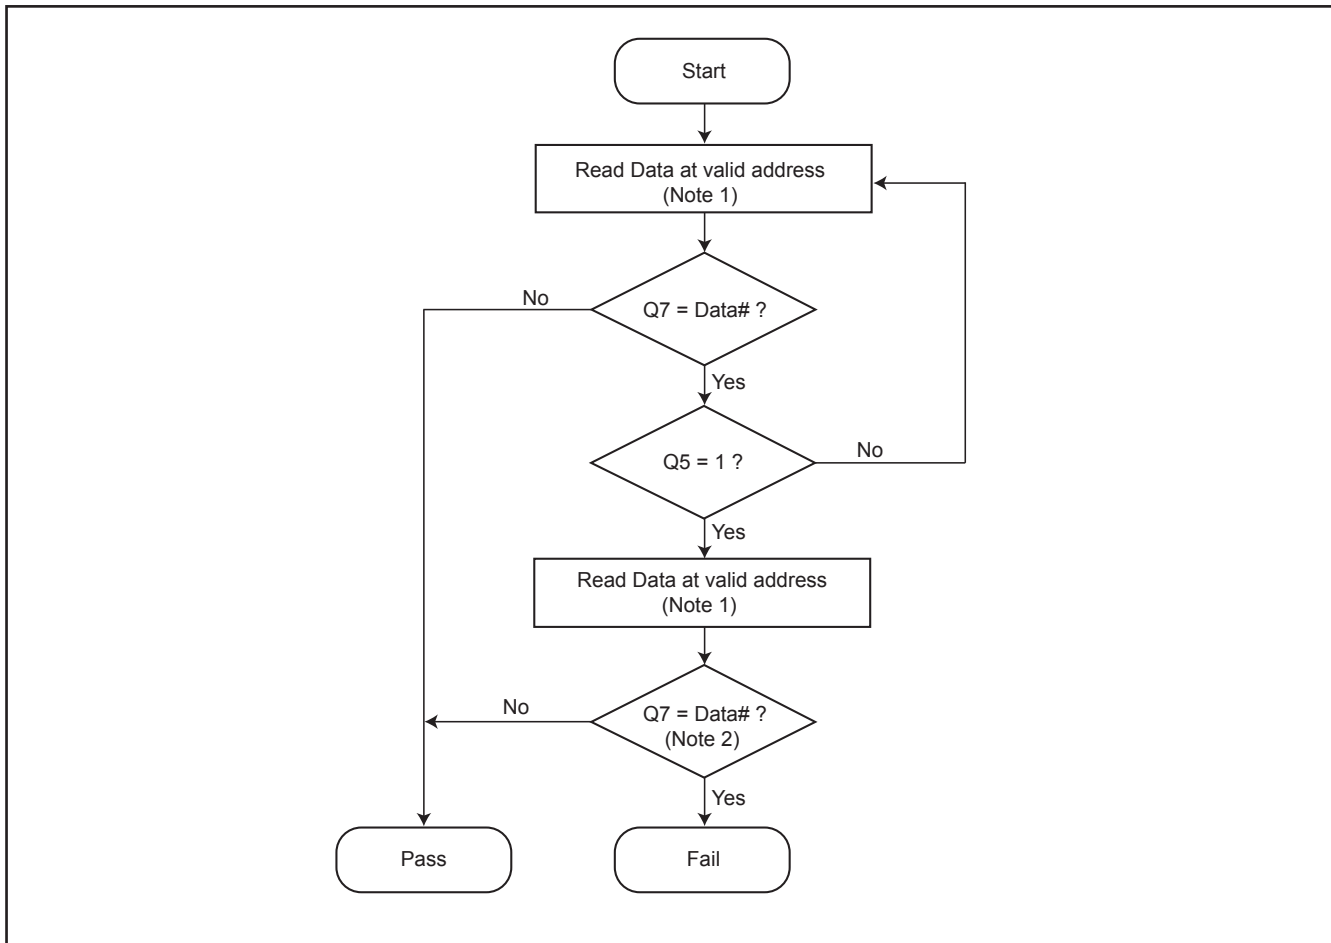 Start
Read Data at valid address
(Note 1)
No
Q7 = Data# ?
Yes
Q5 = 1 ?
No
Yes
Read Data at valid address
(Note 1)
No
Q7 = Data# ?
(Note 2)
Yes
Pass
Fail